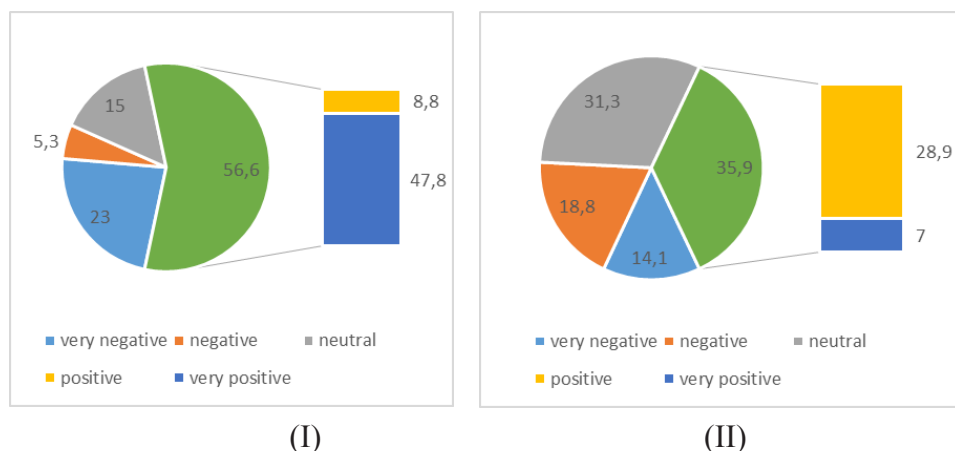 15
5,3
23
56,6
8,8
47,8
very negative negative neutral
positive very positive
(I)
31,3
18,8
14,1
35,9
28,9
7
very negative negative neutral
positive very positive
(II)